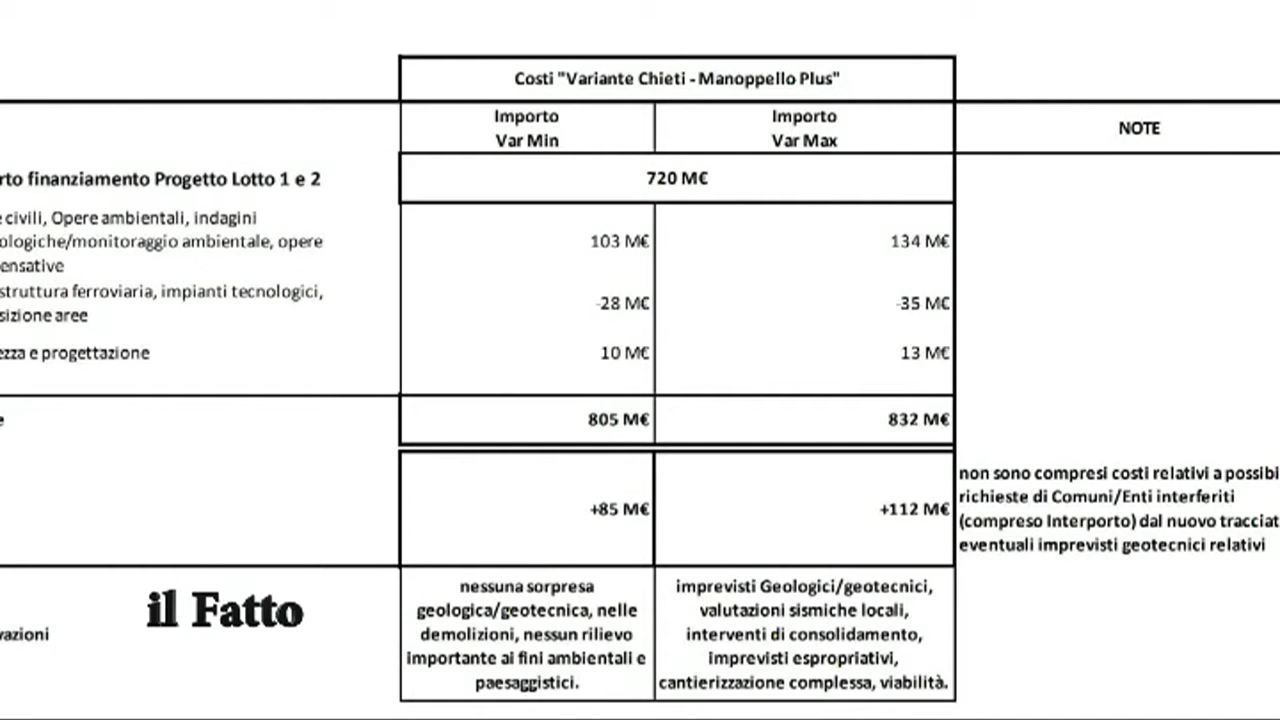 Costi "Variante Chieti - Manoppello Plus"
Importo
Var Min
Importo
Var Max
NOTE
rto finanziamento Progetto Lotto 1 e 2
720 M€
civili, Opere ambientali, indagini
ologiche/monitoraggio ambientale, opere
ensative
103 M€
134 M€
struttura ferroviaria, impianti tecnologici,
sizione aree
-28 M€
-35 M€
ezza e progettazione
10 M€
13 M€
e
805 M€
832 M€
+85 M€
+112 M€
non sono compresi costi relativi a possibi
richieste di Comuni/Enti interferiti
(compreso Interporto) dal nuovo tracciat
eventuali imprevisti geotecnici relativi
il Fatto
vazioni
nessuna sorpresa
geologica/geotecnica, nelle
demolizioni, nessun rilievo
importante ai fini ambientali e
paesaggistici.
imprevisti Geologici/geotecnici,
valutazioni sismiche locali,
interventi di consolidamento,
imprevisti espropriativi,
cantierizzazione complessa, viabilità.